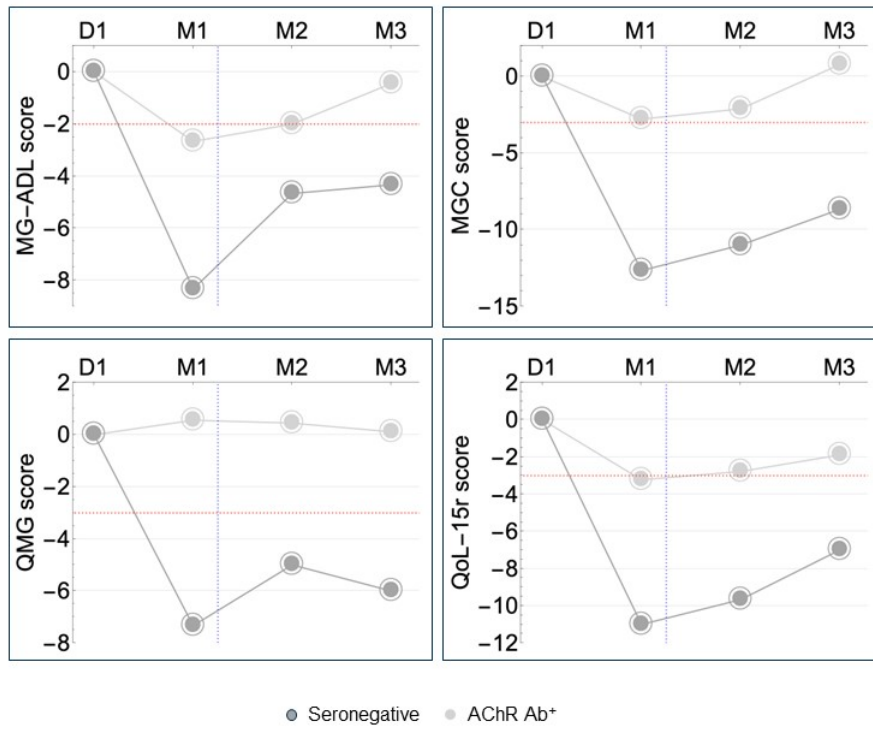 D1 M1 M2 M3
0
−2
−4
−6
−8
MG−ADL score
D1 M1 M2 M3
0
−5
−10
−15
MGC score
D1 M1 M2 M3
2
0
−2
−4
−6
−8
QMG score
D1 M1 M2 M3
2
0
−2
−4
−6
−8
−10
−12
QoL−15r score
Seronegative AChR Ab⁺